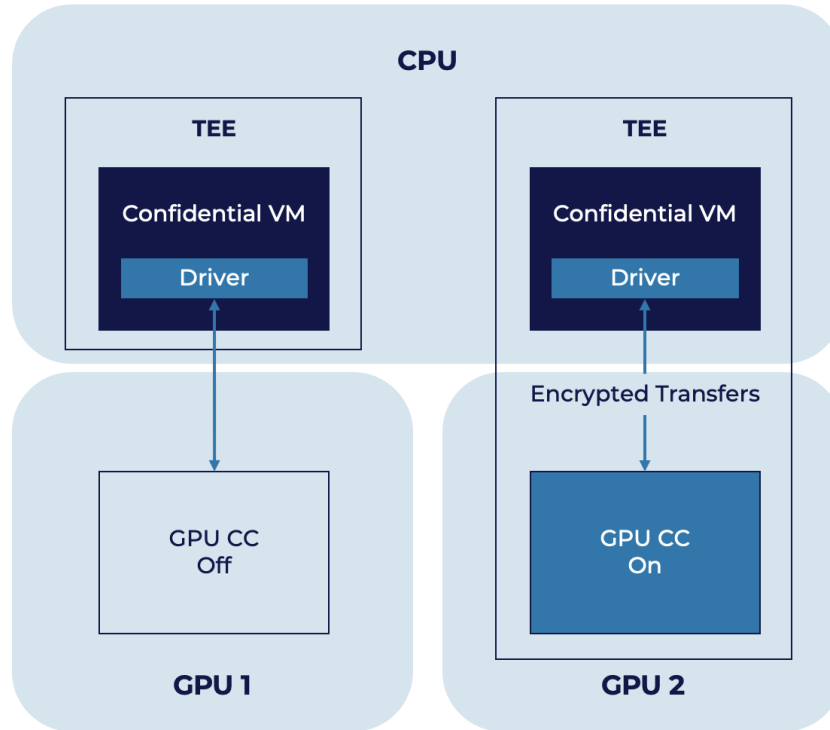 CPU
TEE
Confidential VM
Driver
TEE
Confidential VM
Driver
Encrypted Transfers
GPU CC
Off
GPU 1
GPU CC
On
GPU 2